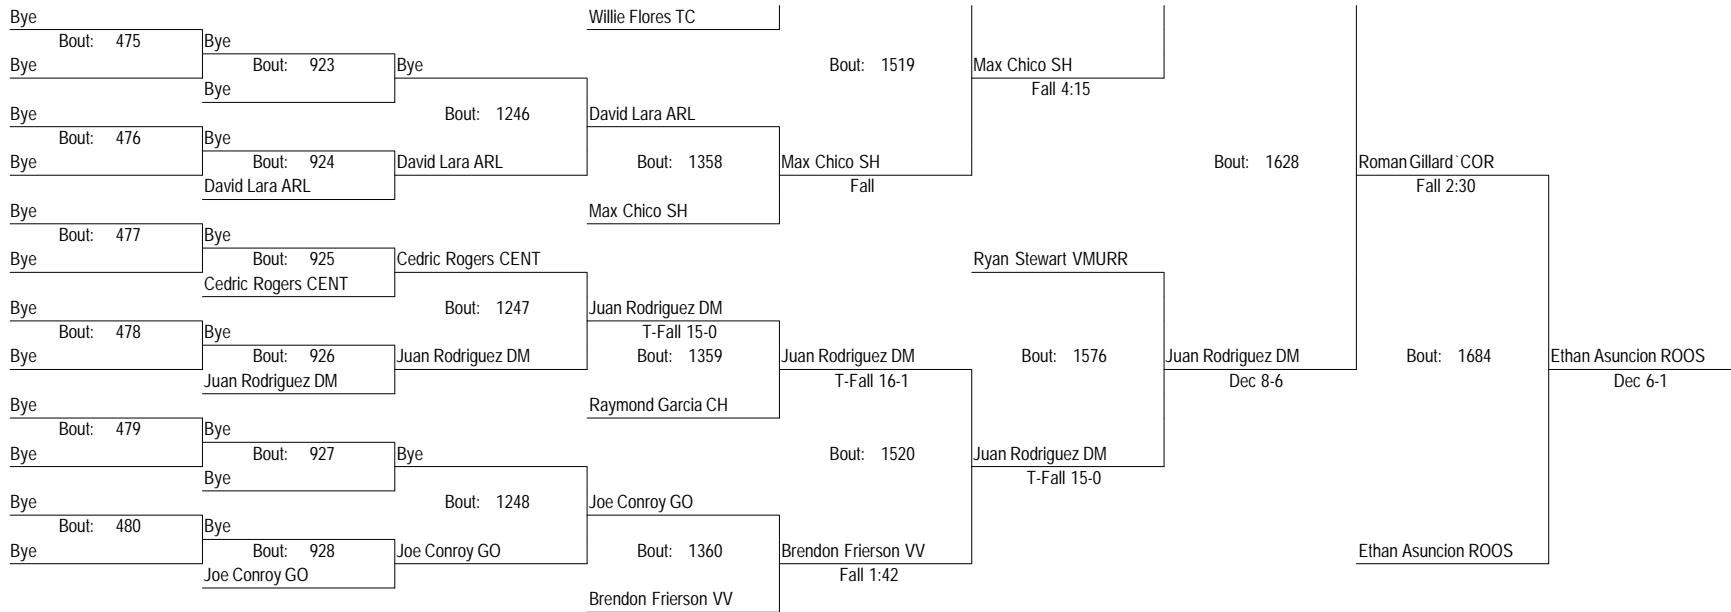 Bye
Willie Flores TC
Bout: 475
Bye
Bye
Bout: 923
Bye
Bout: 1519
Max Chico SH
Bye
Fall 4:15
Bye
Bout: 1246
David Lara ARL
Bout: 476
Bye
Bye
Bout: 924
David Lara ARL
Bout: 1358
Max Chico SH
Bout: 1628
Roman Gillard`COR
David Lara ARL
Fall
Fall 2:30
Bye
Max Chico SH
Bout: 477
Bye
Bye
Bout: 925
Cedric Rogers CENT
Ryan Stewart VMURR
Cedric Rogers CENT
Bye
Bout: 1247
Juan Rodriguez DM
Bout: 478
Bye
T-Fall 15-0
Bye
Bout: 926
Juan Rodriguez DM
Bout: 1359
Juan Rodriguez DM
Bout: 1576
Juan Rodriguez DM
Bout: 1684
Ethan Asuncion ROOS
Juan Rodriguez DM
T-Fall 16-1
Dec 8-6
Dec 6-1
Bye
Raymond Garcia CH
Bout: 479
Bye
Bye
Bout: 927
Bye
Bout: 1520
Juan Rodriguez DM
Bye
T-Fall 15-0
Bye
Bout: 1248
Joe Conroy GO
Bout: 480
Bye
Bye
Bout: 928
Joe Conroy GO
Bout: 1360
Brendon Frierson VV
Ethan Asuncion ROOS
Joe Conroy GO
Fall 1:42
Brendon Frierson VV